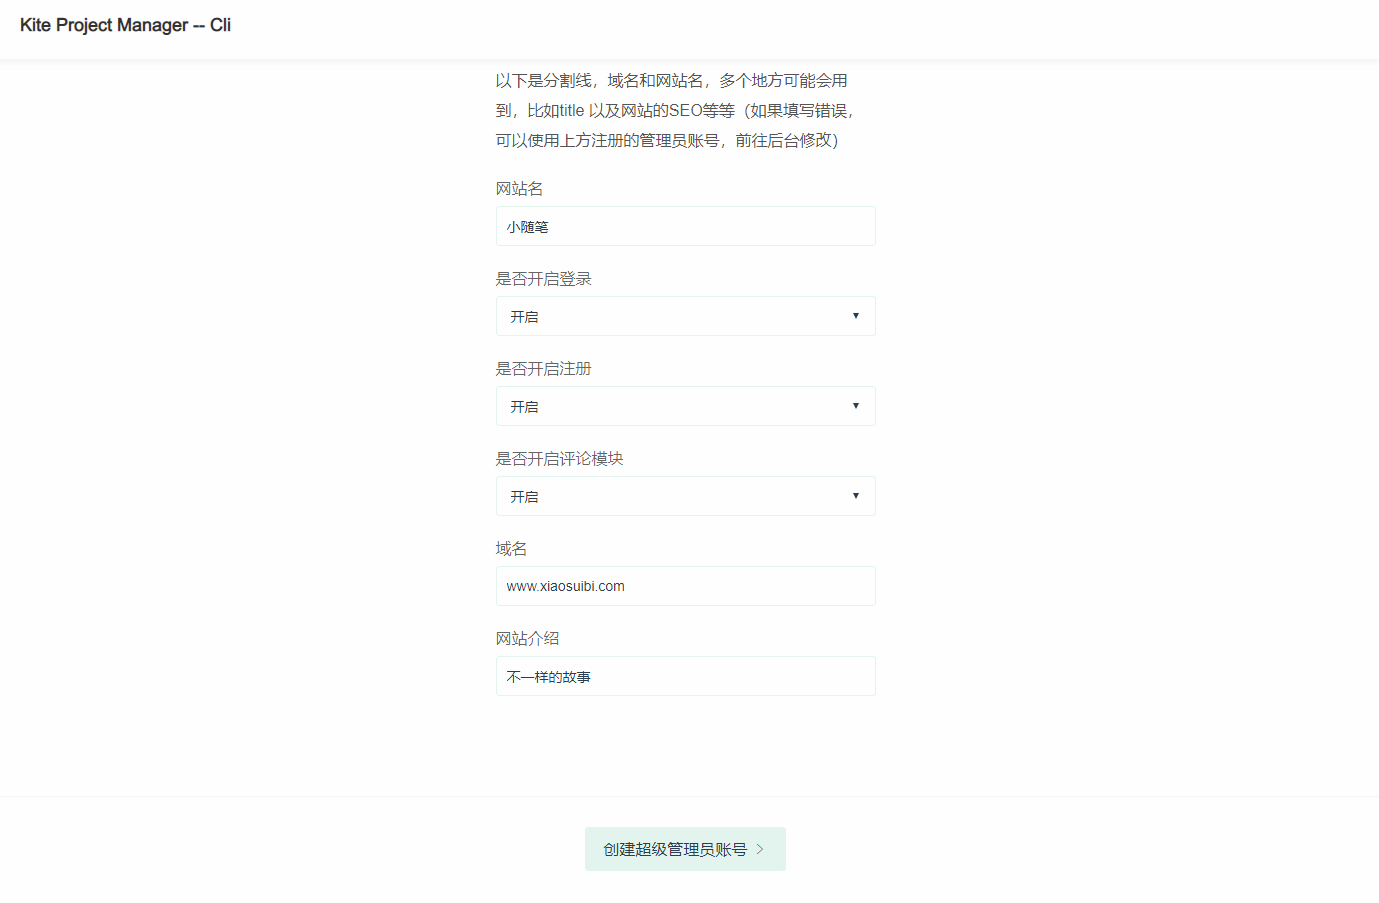 Kite Project Manager -- Cli
以下是分割线，域名和网站名，多个地方可能会用
到，比如title 以及网站的SEO等等（如果填写错误，
可以使用上方注册的管理员账号，前往后台修改）
网站名
小随笔
是否开启登录
开启
是否开启注册
开启
是否开启评论模块
开启
域名
www.xiaosuibi.com
网站介绍
不一样的故事
创建超级管理员账号